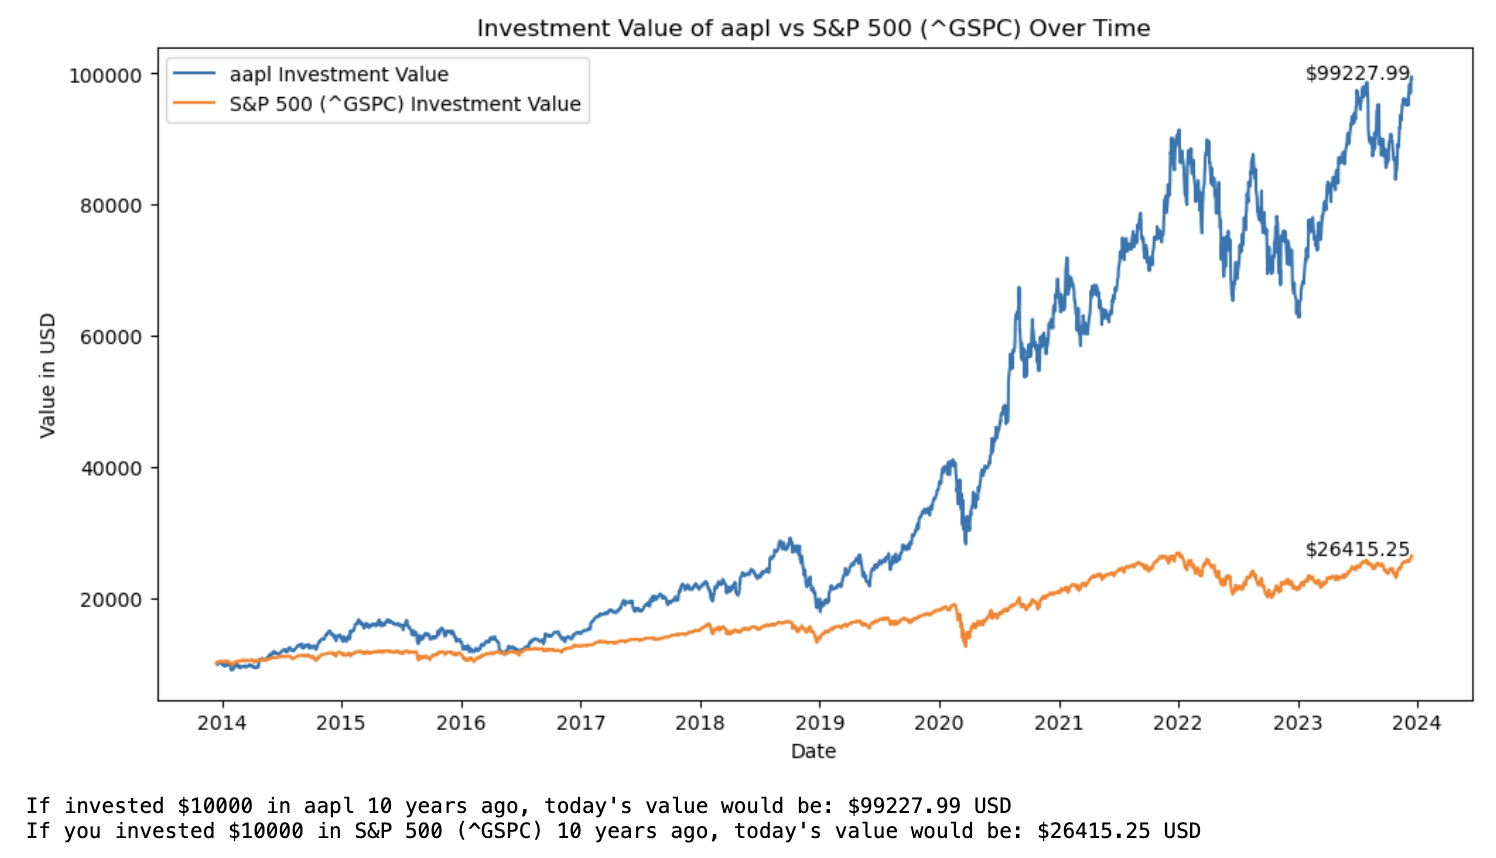 Investment Value of aapl vs S&P 500 (^GSPC) Over Time
aapl Investment Value
S&P 500 (^GSPC) Investment Value
$99227.99
$26415.25
100000
80000
60000
40000
20000
Value in USD
2014 2015 2016 2017 2018 2019 2020 2021 2022 2023 2024
Date
If invested $10000 in aapl 10 years ago, today's value would be: $99227.99 USD
If you invested $10000 in S&P 500 (^GSPC) 10 years ago, today's value would be: $26415.25 USD